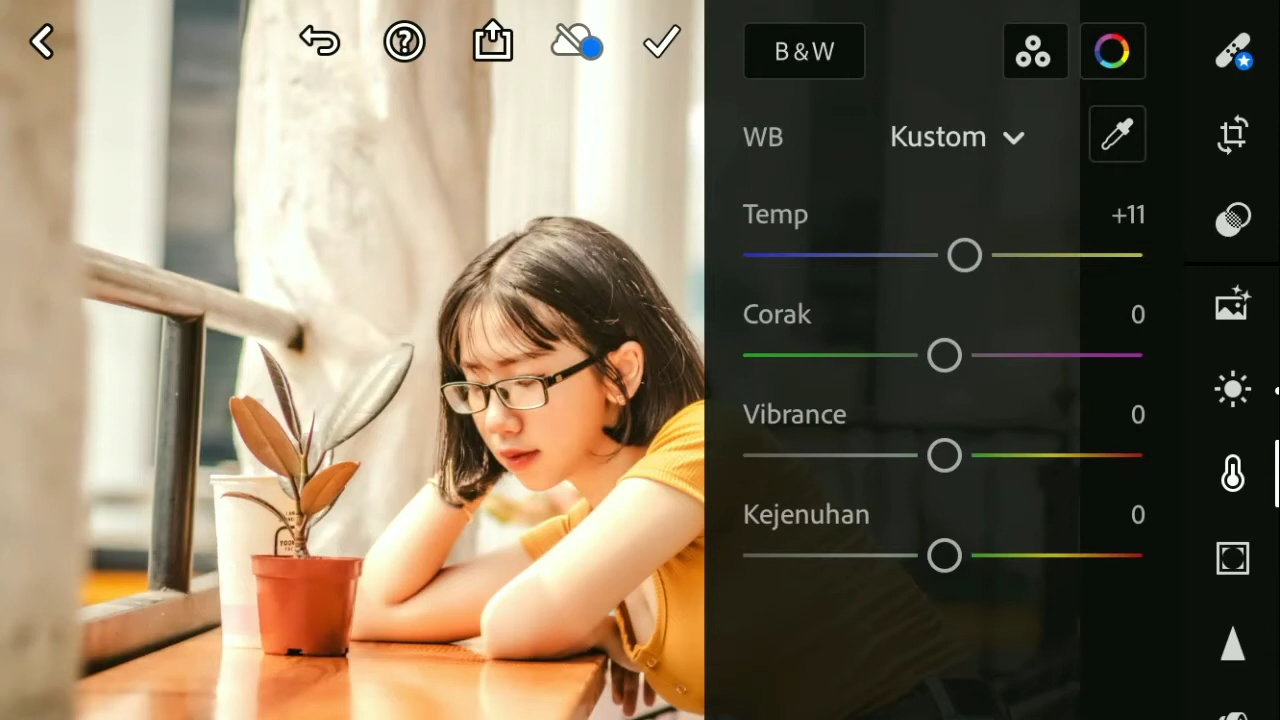 B&W
WB Kustom
Temp +11
Corak 0
Vibrance 0
Kejenuhan 0